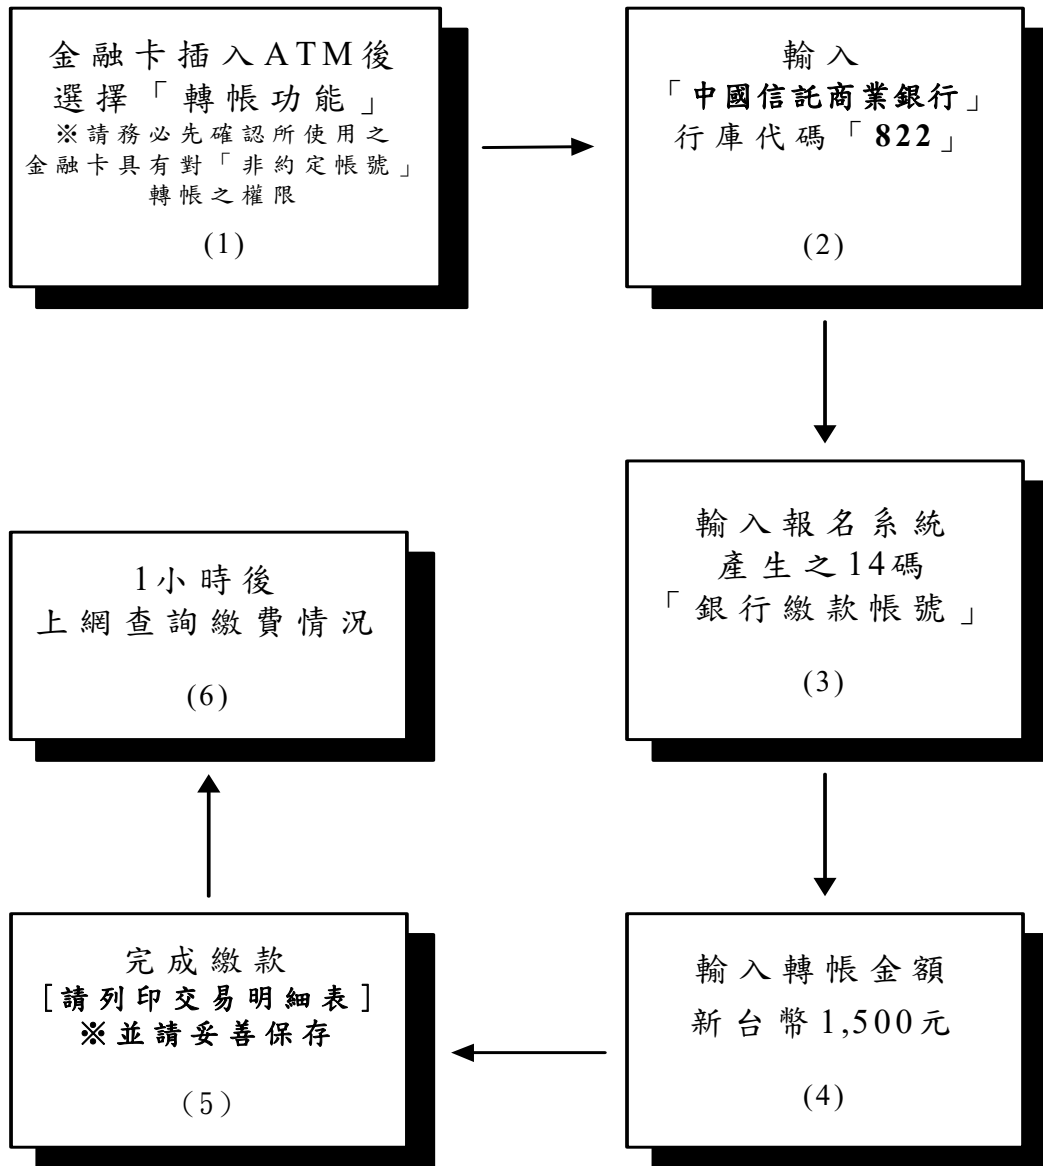 金融卡插入ATM後
選擇「轉帳功能」
※請務必先確認所使用之
金融卡具有對「非約定帳號」
轉帳之權限
(1)
輸入
「中國信託商業銀行」
行庫代碼「822」
(2)
輸入報名系統
產生之14碼
「銀行繳款帳號」
(3)
輸入轉帳金額
新台幣1,500元
(4)
完成繳款
[請列印交易明細表]
※並請妥善保存
(5)
1小時後
上網查詢繳費情況
(6)